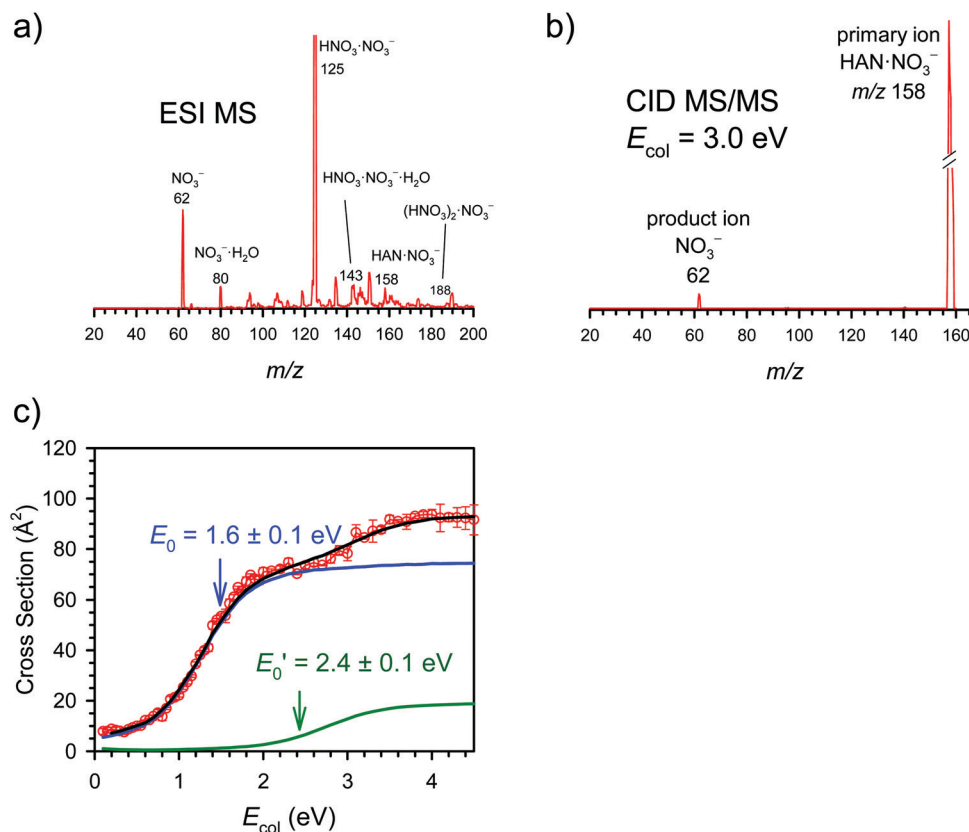 a)
ESI MS
HNO₃·NO₃⁻
125
NO₃⁻
62
NO₃⁻·H₂O
80
HNO₃·NO₃⁻·H₂O
143
HAN·NO₃⁻
158
(HNO₃)₂·NO₃⁻
188
20 40 60 80 100 120 140 160 180 200
m/z
b)
CID MS/MS
E_col = 3.0 eV
primary ion
HAN·NO₃⁻
m/z 158
product ion
NO₃⁻
62
20 40 60 80 100 120 140 160
m/z
c)
Cross Section (Å²)
120
100
80
60
40
20
0
E₀ = 1.6 ± 0.1 eV
E₀' = 2.4 ± 0.1 eV
0 1 2 3 4
E_col (eV)